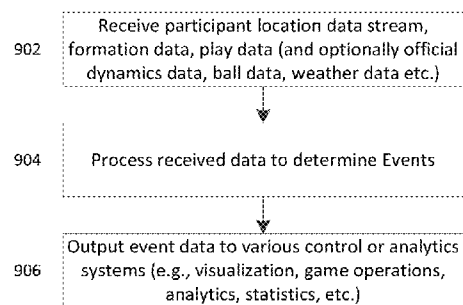 902
Receive participant location data stream,
formation data, play data (and optionally official
dynamics data, ball data, weather data etc.)
904
Process received data to determine Events
906
Output event data to various control or analytics
systems (e.g., visualization, game operations,
analytics, statistics, etc.)